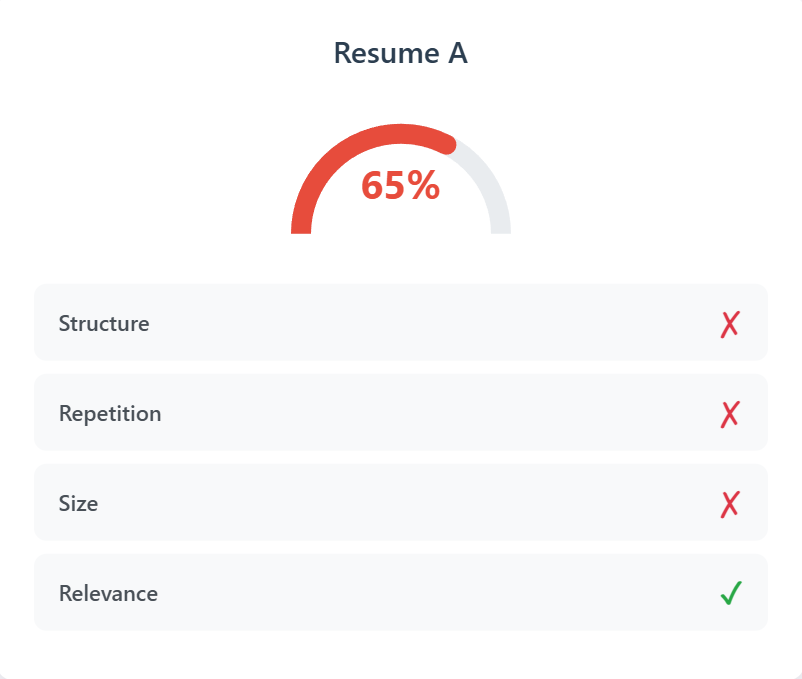 Resume A
65%
Structure ✗
Repetition ✗
Size ✗
Relevance ✓